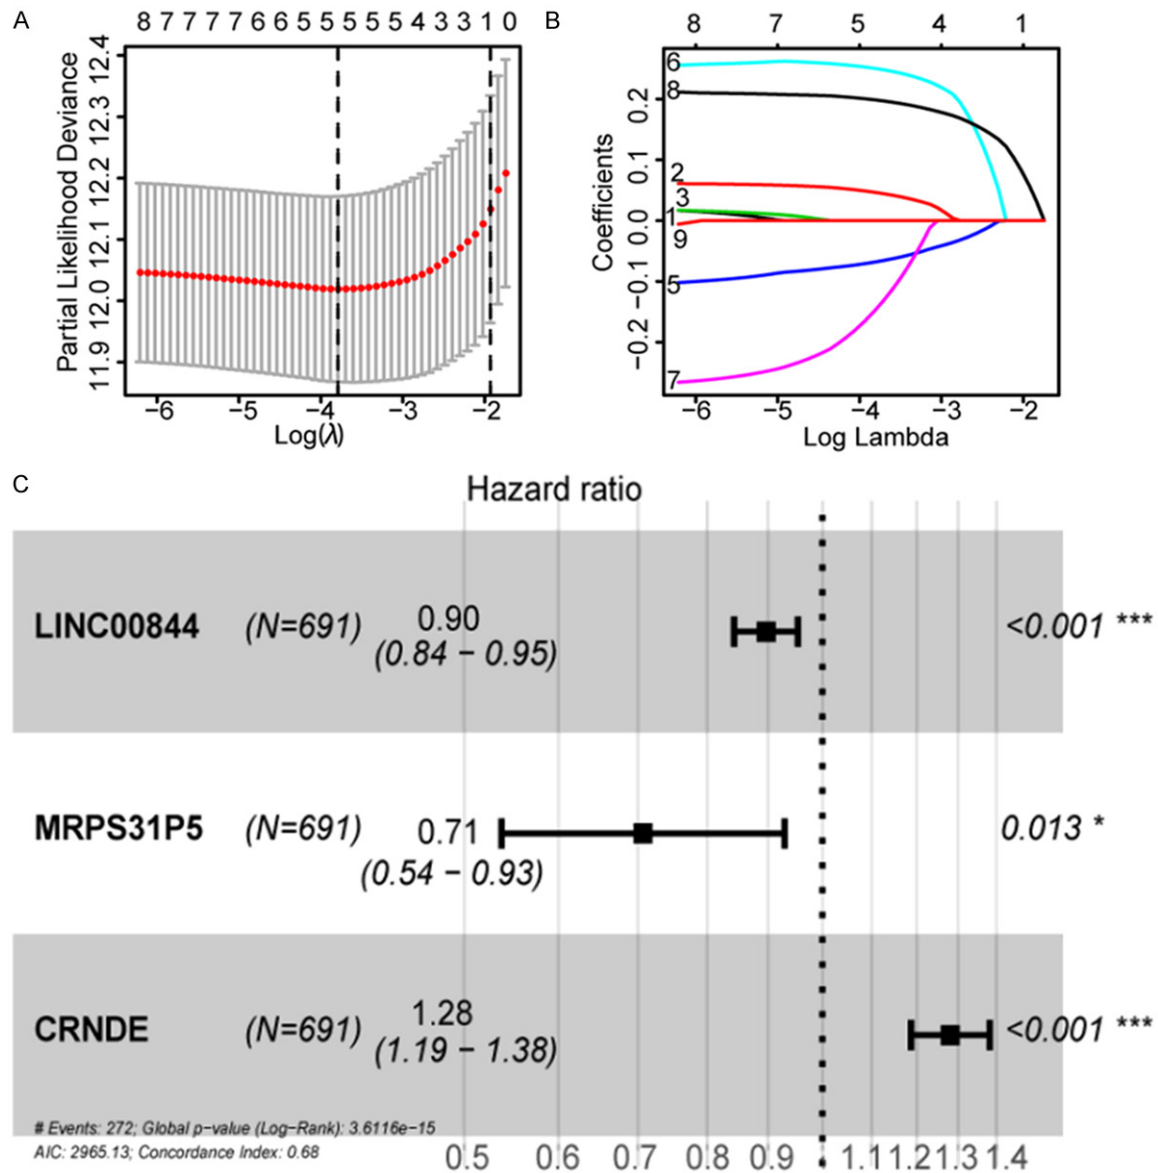 A
8 7 7 7 7 6 6 5 5 5 5 5 4 3 3 1 0
Partial Likelihood Deviance
12.4
12.3
12.2
12.1
12.0
11.9
−6 −5 −4 −3 −2
Log(λ)
B
8 7 5 4 1
Coefficients
0.2
0.1
0.0
−0.1
−0.2
6
8
2
3
1
9
5
7
−6 −5 −4 −3 −2
Log Lambda
C
Hazard ratio
LINC00844 (N=691) 0.90 <0.001 ***
(0.84 − 0.95)
MRPS31P5 (N=691) 0.71 0.013 *
(0.54 − 0.93)
CRNDE (N=691) 1.28 <0.001 ***
(1.19 − 1.38)
# Events: 272; Global p−value (Log−Rank): 3.6116e−15
AIC: 2965.13; Concordance Index: 0.68
0.5 0.6 0.7 0.8 0.9 1.1 1.2 1.3 1.4